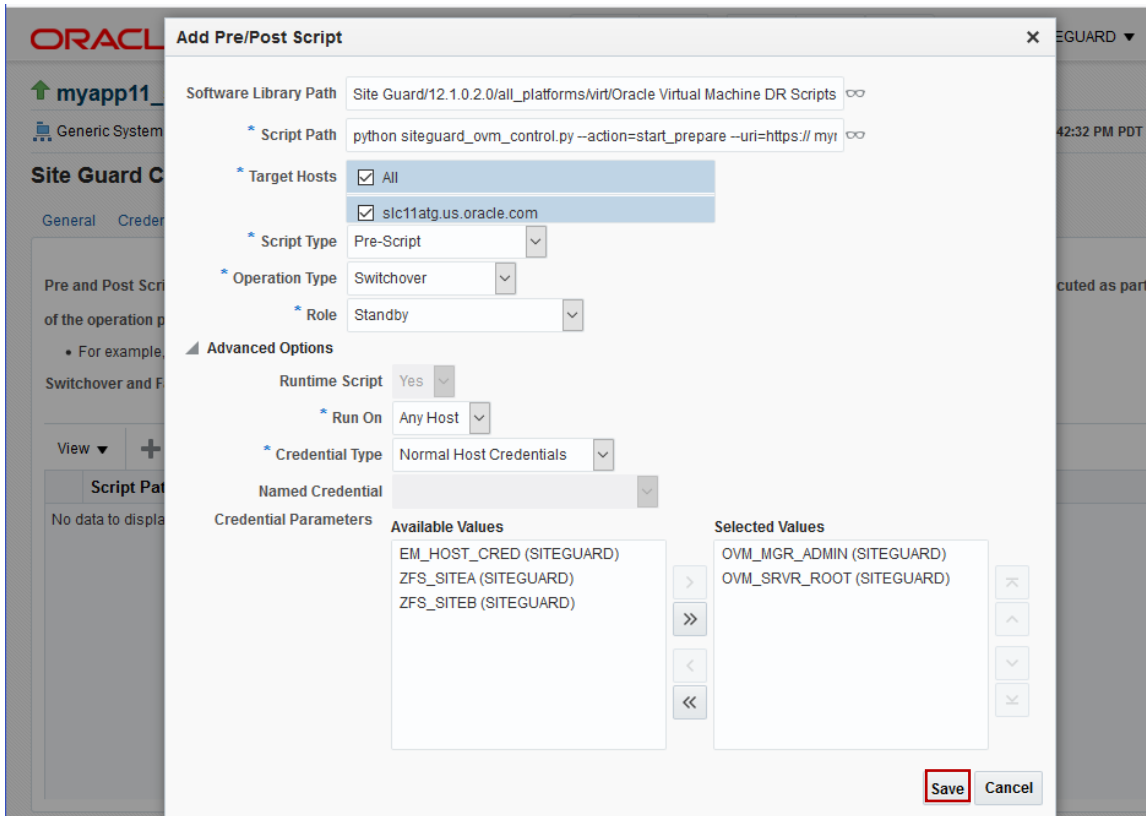 ORACL
Add Pre/Post Script
EGUARD
myapp11_
Generic System
42:32 PM PDT
Site Guard C
General Creden
Software Library Path Site Guard/12.1.0.2.0/all_platforms/virt/Oracle Virtual Machine DR Scripts
* Script Path python siteguard_ovm_control.py --action=start_prepare --uri=https:// myr
* Target Hosts All
slc11atg.us.oracle.com
* Script Type Pre-Script
* Operation Type Switchover
* Role Standby
Pre and Post Scri
cuted as part
of the operation p
• For example,
Switchover and F
Advanced Options
Runtime Script Yes
* Run On Any Host
* Credential Type Normal Host Credentials
Named Credential
Credential Parameters
View
Script Pat
No data to displa
Available Values
EM_HOST_CRED (SITEGUARD)
ZFS_SITEA (SITEGUARD)
ZFS_SITEB (SITEGUARD)
Selected Values
OVM_MGR_ADMIN (SITEGUARD)
OVM_SRVR_ROOT (SITEGUARD)
Save Cancel